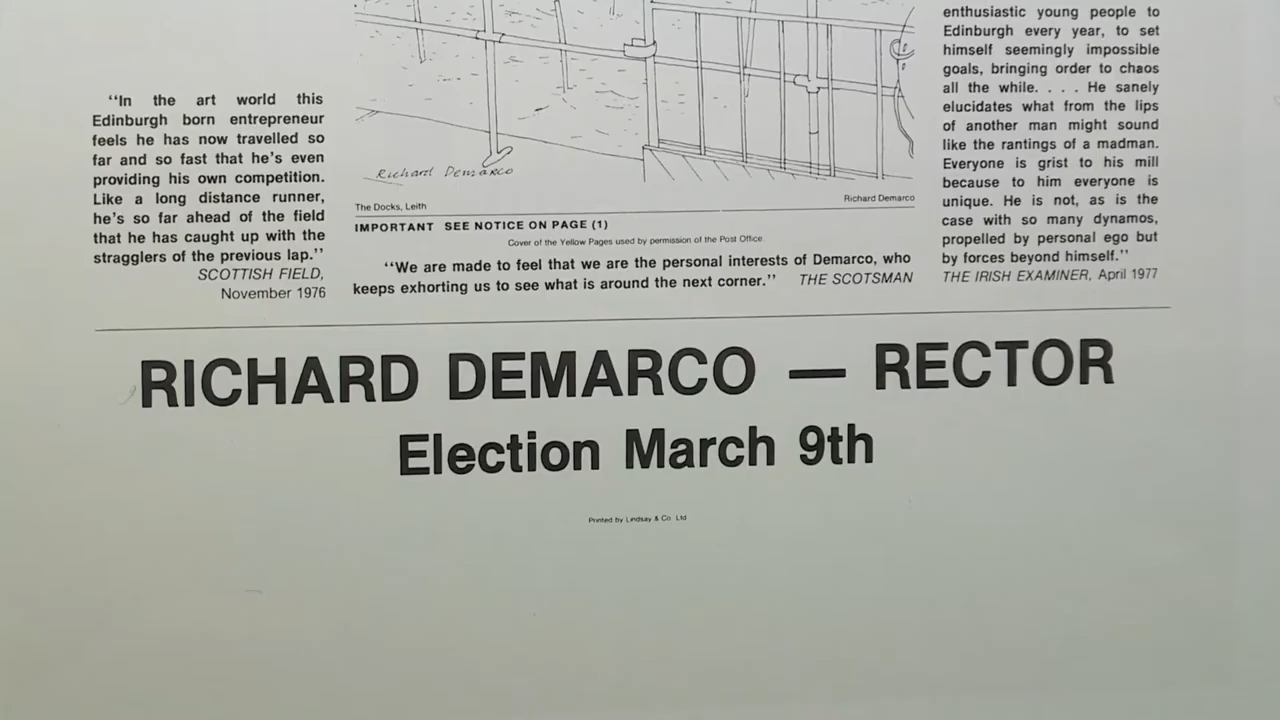 “In the art world this
Edinburgh born entrepreneur
feels he has now travelled so
far and so fast that he’s even
providing his own competition.
Like a long distance runner,
he’s so far ahead of the field
that he has caught up with the
stragglers of the previous lap.”
SCOTTISH FIELD,
November 1976
Richard Demarco
The Docks, Leith
Richard Demarco
IMPORTANT SEE NOTICE ON PAGE (1)
Cover of the Yellow Pages used by permission of the Post Office
“We are made to feel that we are the personal interests of Demarco, who
keeps exhorting us to see what is around the next corner.” THE SCOTSMAN
enthusiastic young people to
Edinburgh every year, to set
himself seemingly impossible
goals, bringing order to chaos
all the while. . . . He sanely
elucidates what from the lips
of another man might sound
like the rantings of a madman.
Everyone is grist to his mill
because to him everyone is
unique. He is not, as is the
case with so many dynamos,
propelled by personal ego but
by forces beyond himself.”
THE IRISH EXAMINER, April 1977
RICHARD DEMARCO — RECTOR
Election March 9th
Printed by Lindsay & Co Ltd